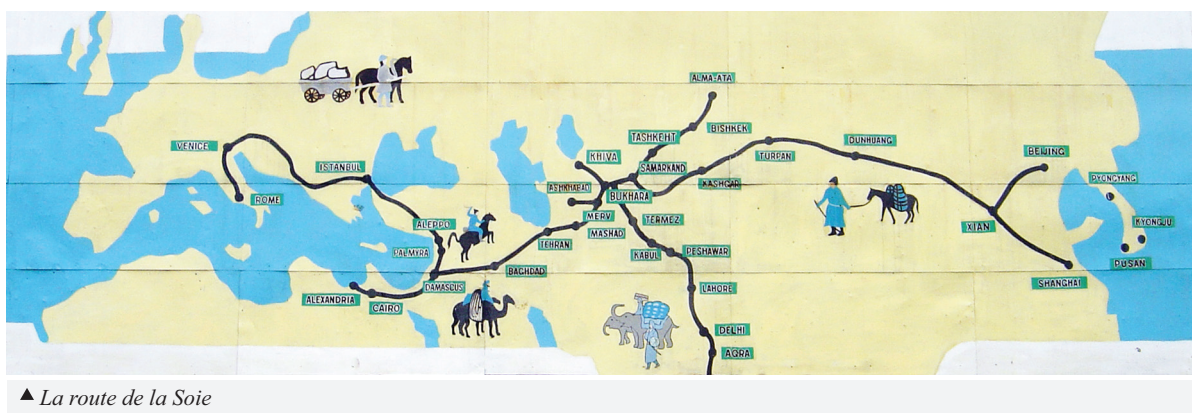 ALMA-ATA
BISHKEK
TASHKEHT
DUNHUANG
VENICE
TURPAN
BEIJING
KHIVA
ISTANBUL
SAMARKAND
KASHGAR
PYONGYANG
ASHKHABAD
BUKHARA
ROME
MERV
TERMEZ
KYONGJU
ALEPPO
XIAN
MASHAD
TEHRAN
PALMYRA
KABUL
PESHAWAR
PUSAN
BAGHDAD
SHANGHAI
DAMASCUS
LAHORE
ALEXANDRIA
CAIRO
DELHI
AGRA
▲ La route de la Soie